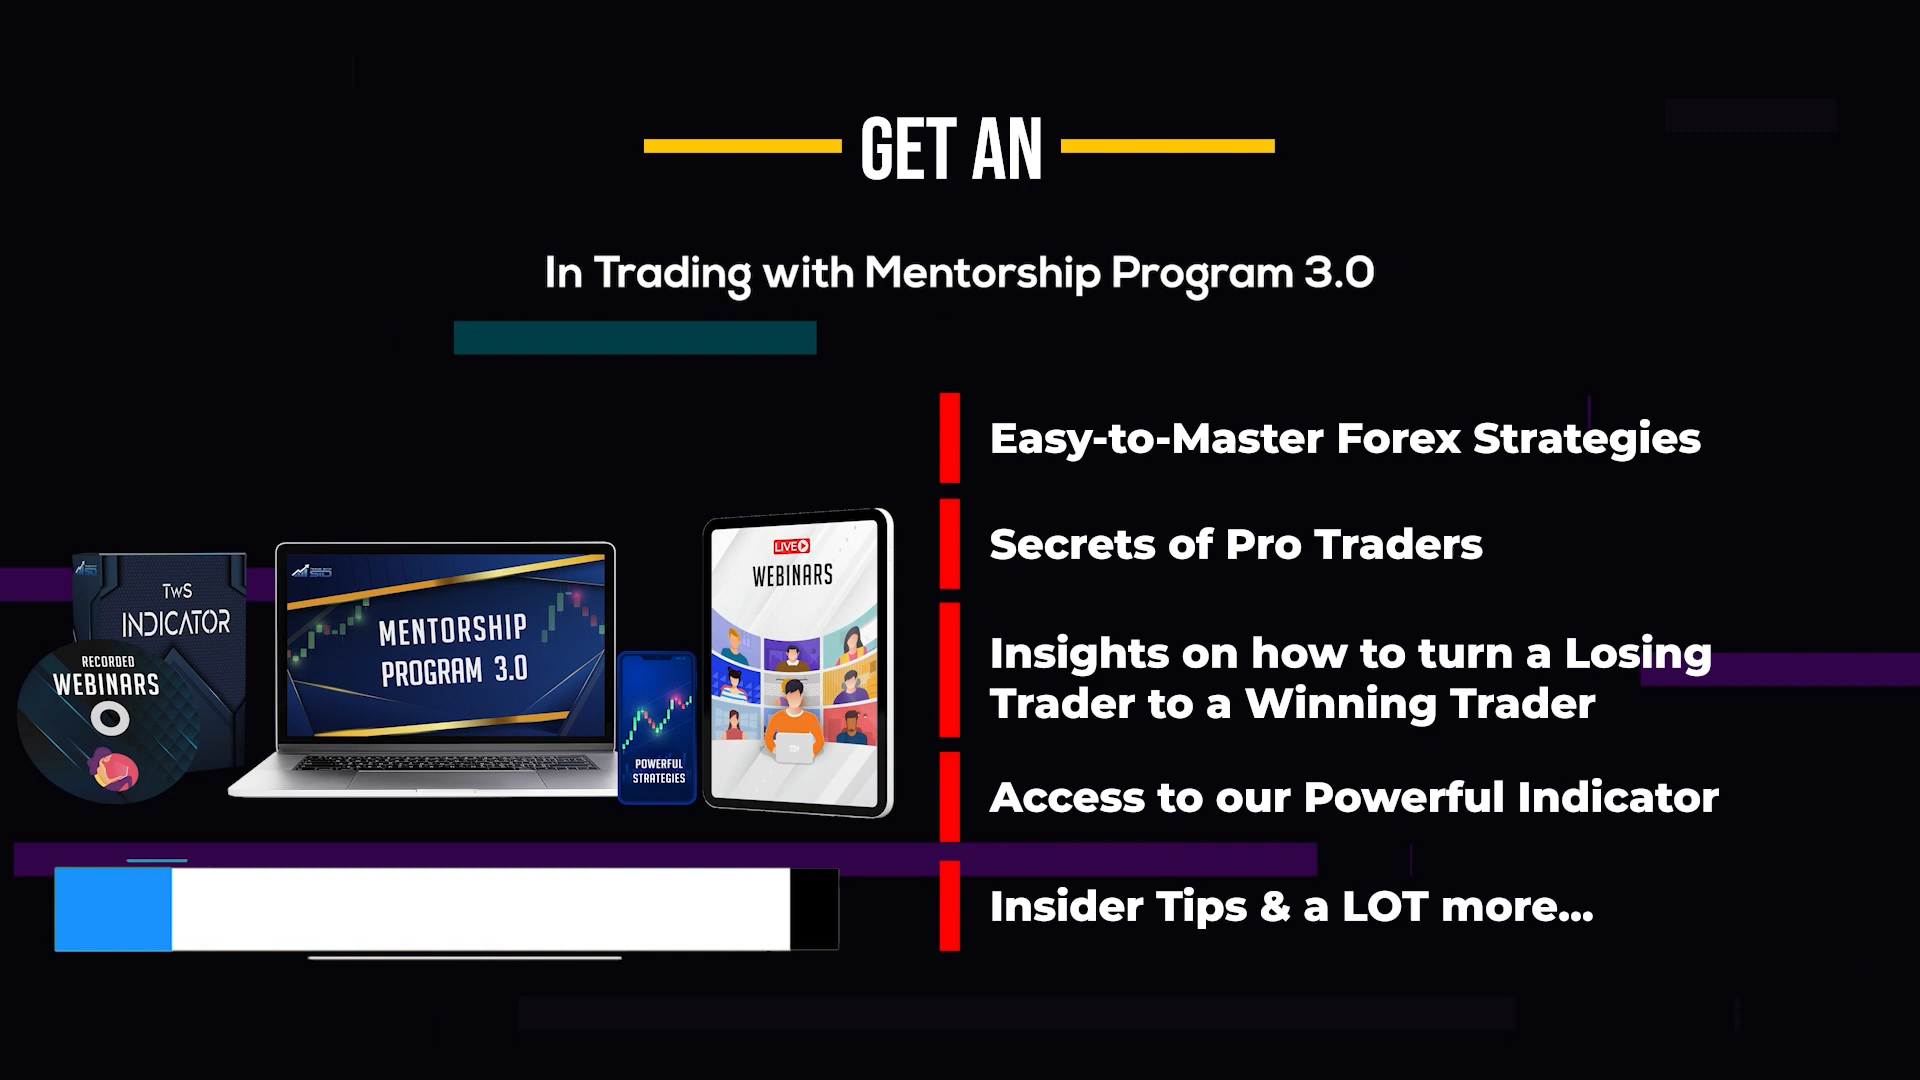 GET AN
In Trading with Mentorship Program 3.0
Easy-to-Master Forex Strategies
Secrets of Pro Traders
Insights on how to turn a Losing
Trader to a Winning Trader
Access to our Powerful Indicator
Insider Tips & a LOT more...
TwS
INDICATOR
RECORDED
WEBINARS
SID
MENTORSHIP
PROGRAM 3.0
POWERFUL
STRATEGIES
LIVE
WEBINARS